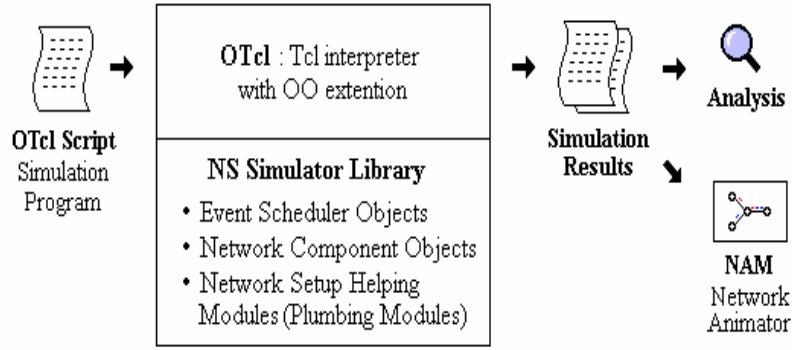 OTcl Script
Simulation
Program
OTcl : Tcl interpreter
with OO extention
NS Simulator Library
• Event Scheduler Objects
• Network Component Objects
• Network Setup Helping
Modules (Plumbing Modules)
Simulation
Results
Analysis
NAM
Network
Animator